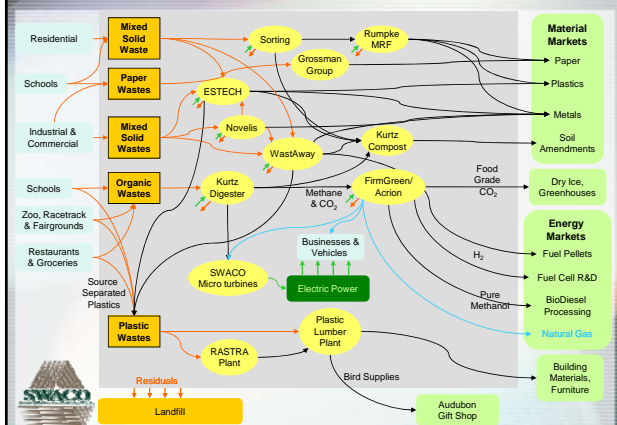 Residential
Schools
Industrial &
Commercial
Schools
Zoo, Racetrack
& Fairgrounds
Restaurants
& Groceries
Mixed
Solid
Waste
Paper
Wastes
Mixed
Solid
Wastes
Organic
Wastes
Source
Separated
Plastics
Plastic
Wastes
Residuals
Landfill
SWACO
Sorting
Rumpke
MRF
Grossman
Group
ESTECH
Novelis
WastAway
Kurtz
Compost
Kurtz
Digester
Methane
& CO2
FirmGreen/
Acrion
Businesses &
Vehicles
SWACO
Micro turbines
Electric Power
Plastic
Lumber
Plant
RASTRA
Plant
Bird Supplies
Audubon
Gift Shop
Food
Grade
CO2
H2
Pure
Methanol
Material
Markets
Paper
Plastics
Metals
Soil
Amendments
Dry Ice,
Greenhouses
Energy
Markets
Fuel Pellets
Fuel Cell R&D
BioDiesel
Processing
Natural Gas
Building
Materials,
Furniture